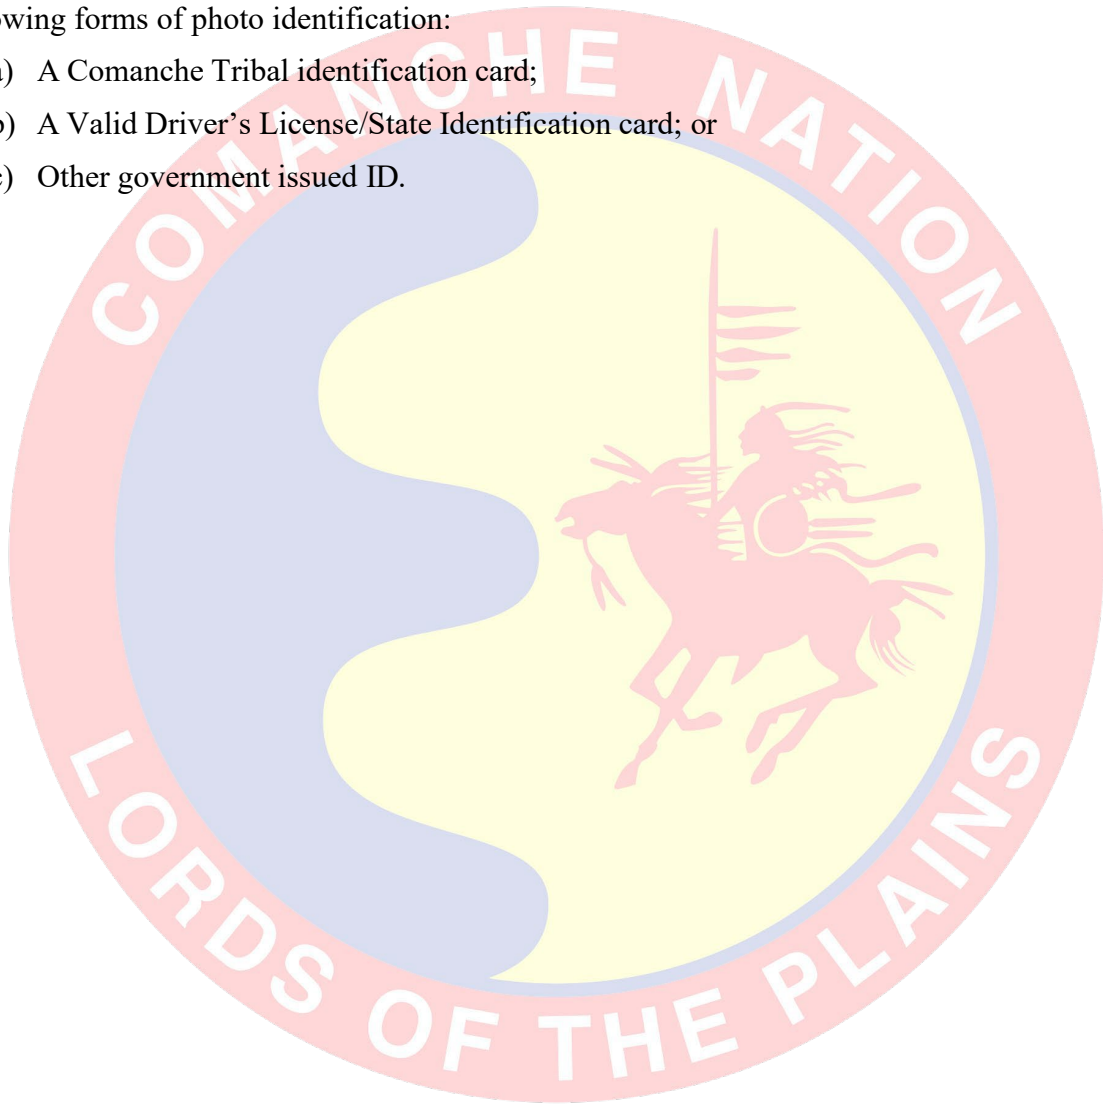 owing forms of photo identification:
a) A Comanche Tribal identification card;
b) A Valid Driver’s License/State Identification card; or
c) Other government issued ID.
COMANCHE NATION
LORDS OF THE PLAINS